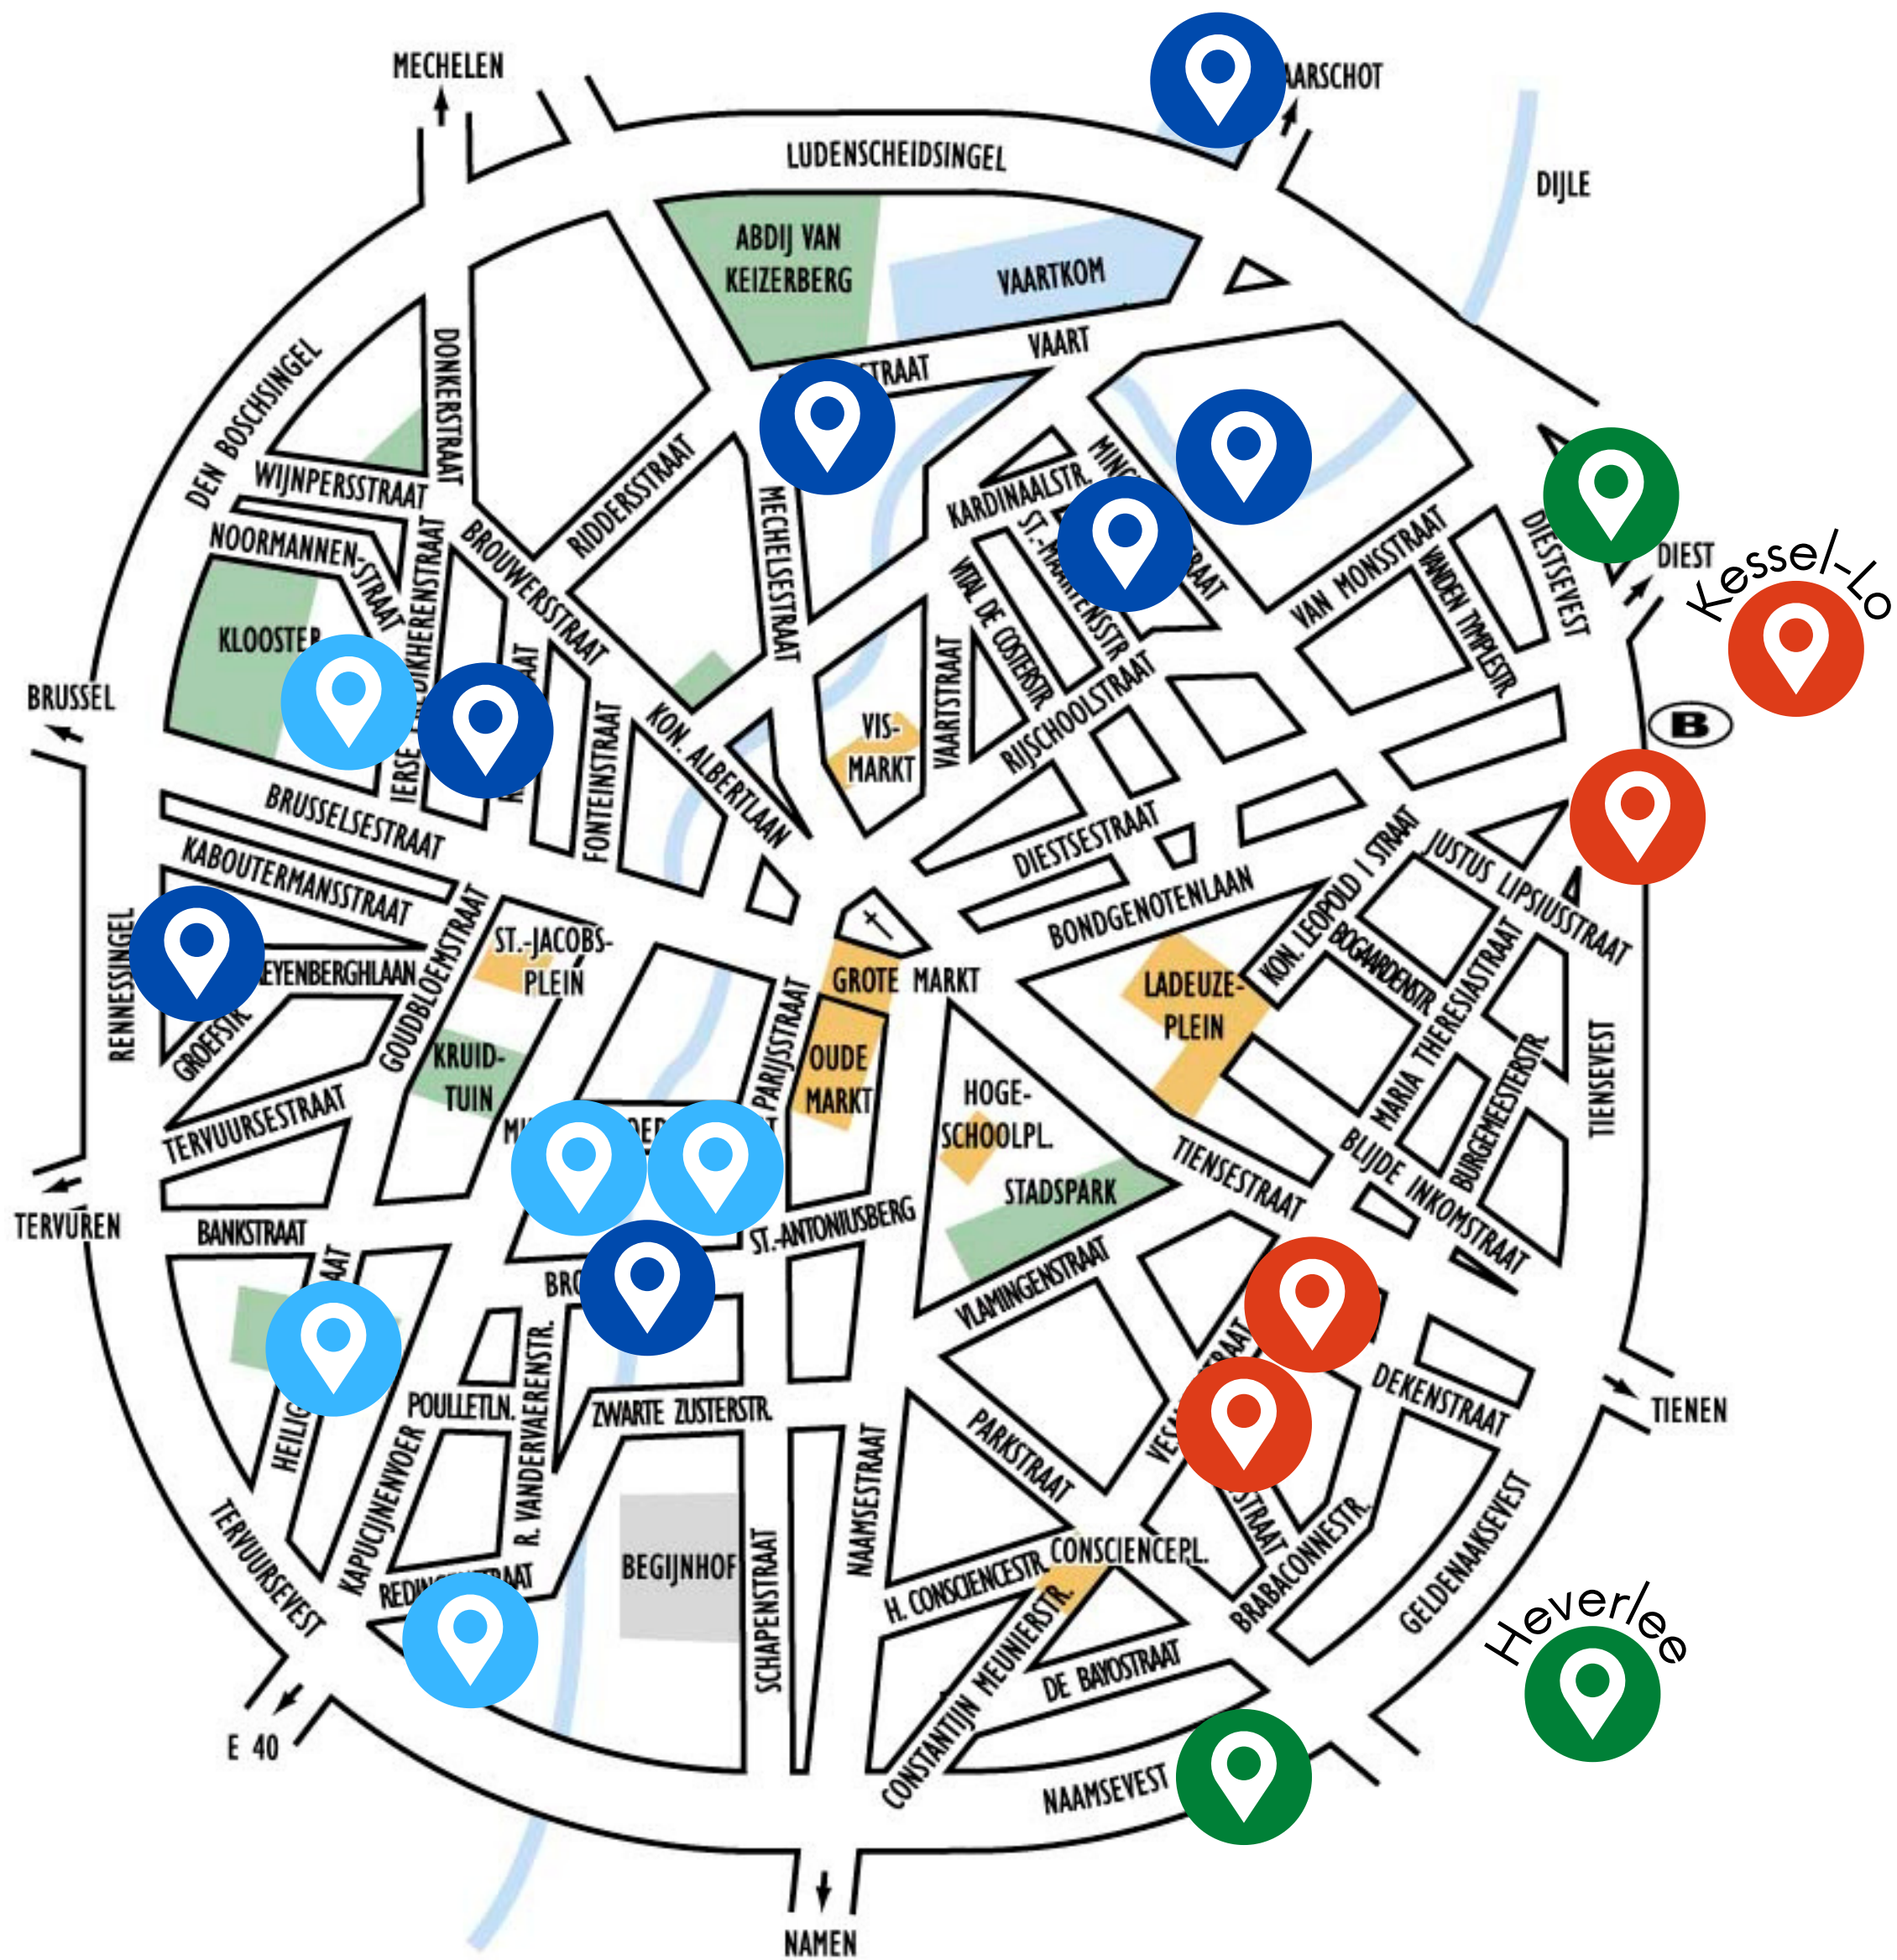 MECHELEN
AARSCHOT
LUDENSCHEIDSINGEL
DIJLE
ABDIJ VAN
KEIZERBERG
VAARTKOM
VAART
DEN BOSCHSINGEL
DONKERSTRAAT
WIJNPERSSTRAAT
RIDDERSSTRAAT
MECHELSESTRAAT
KARDINAALSTR.
NOORMANNEN-
STRAAT
BROUWERSSTRAAT
ST.-MAARTENSSTR
VITAL DE COSTERSTR.
VAN MONSSTRAAT
VANDEN TYMPLESTR.
DIESTSEVEST
DIEST
Kessel-Lo
KLOOSTER
BRUSSEL
FONTEINSTRAAT
KON. ALBERTLAAN
VIS-
MARKT
VAARTSTRAAT
RIJSCHOOLSTRAAT
B
BRUSSELSESTRAAT
KABOUTERMANSSTRAAT
DIESTSESTRAAT
BONDGENOTENLAAN
KON. LEOPOLD I STRAAT
JUSTUS LIPSIUSSTRAAT
BOGAARDENSTR.
MARIA THERESIASTRAAT
RENNESSINGEL
EYENBERGHLAAN
GROEFSTR.
GOUDBLOEMSTRAAT
ST.-JACOBS-
PLEIN
GROTE MARKT
LADEUZE-
PLEIN
PARIJSSTRAAT
OUDE
MARKT
KRUID-
TUIN
HOGE-
SCHOOLPL.
STADSPARK
TIENSEVEST
BURGEMEESTERSTR.
BLIJDE INKOMSTRAAT
TERVUURSESTRAAT
TIENSESTRAAT
TERVUREN
BANKSTRAAT
ST.-ANTONIUSBERG
VLAMINGENSTRAAT
POULLETLN.
R. VANDERVAERENSTR.
ZWARTE ZUSTERSTR.
DEKENSTRAAT
TIENEN
KAPUCIJNENVOER
NAAMSESTRAAT
PARKSTRAAT
TERVUURSEVEST
BEGIJNHOF
SCHAPENSTRAAT
CONSCIENCEPL.
H. CONSCIENCESTR.
BRABACONNESTR.
GELDENAAKSEVEST
CONSTANTIJN MEUNIERSTR.
DE BAYOSTRAAT
Heverlee
E 40
NAAMSEVEST
NAMEN